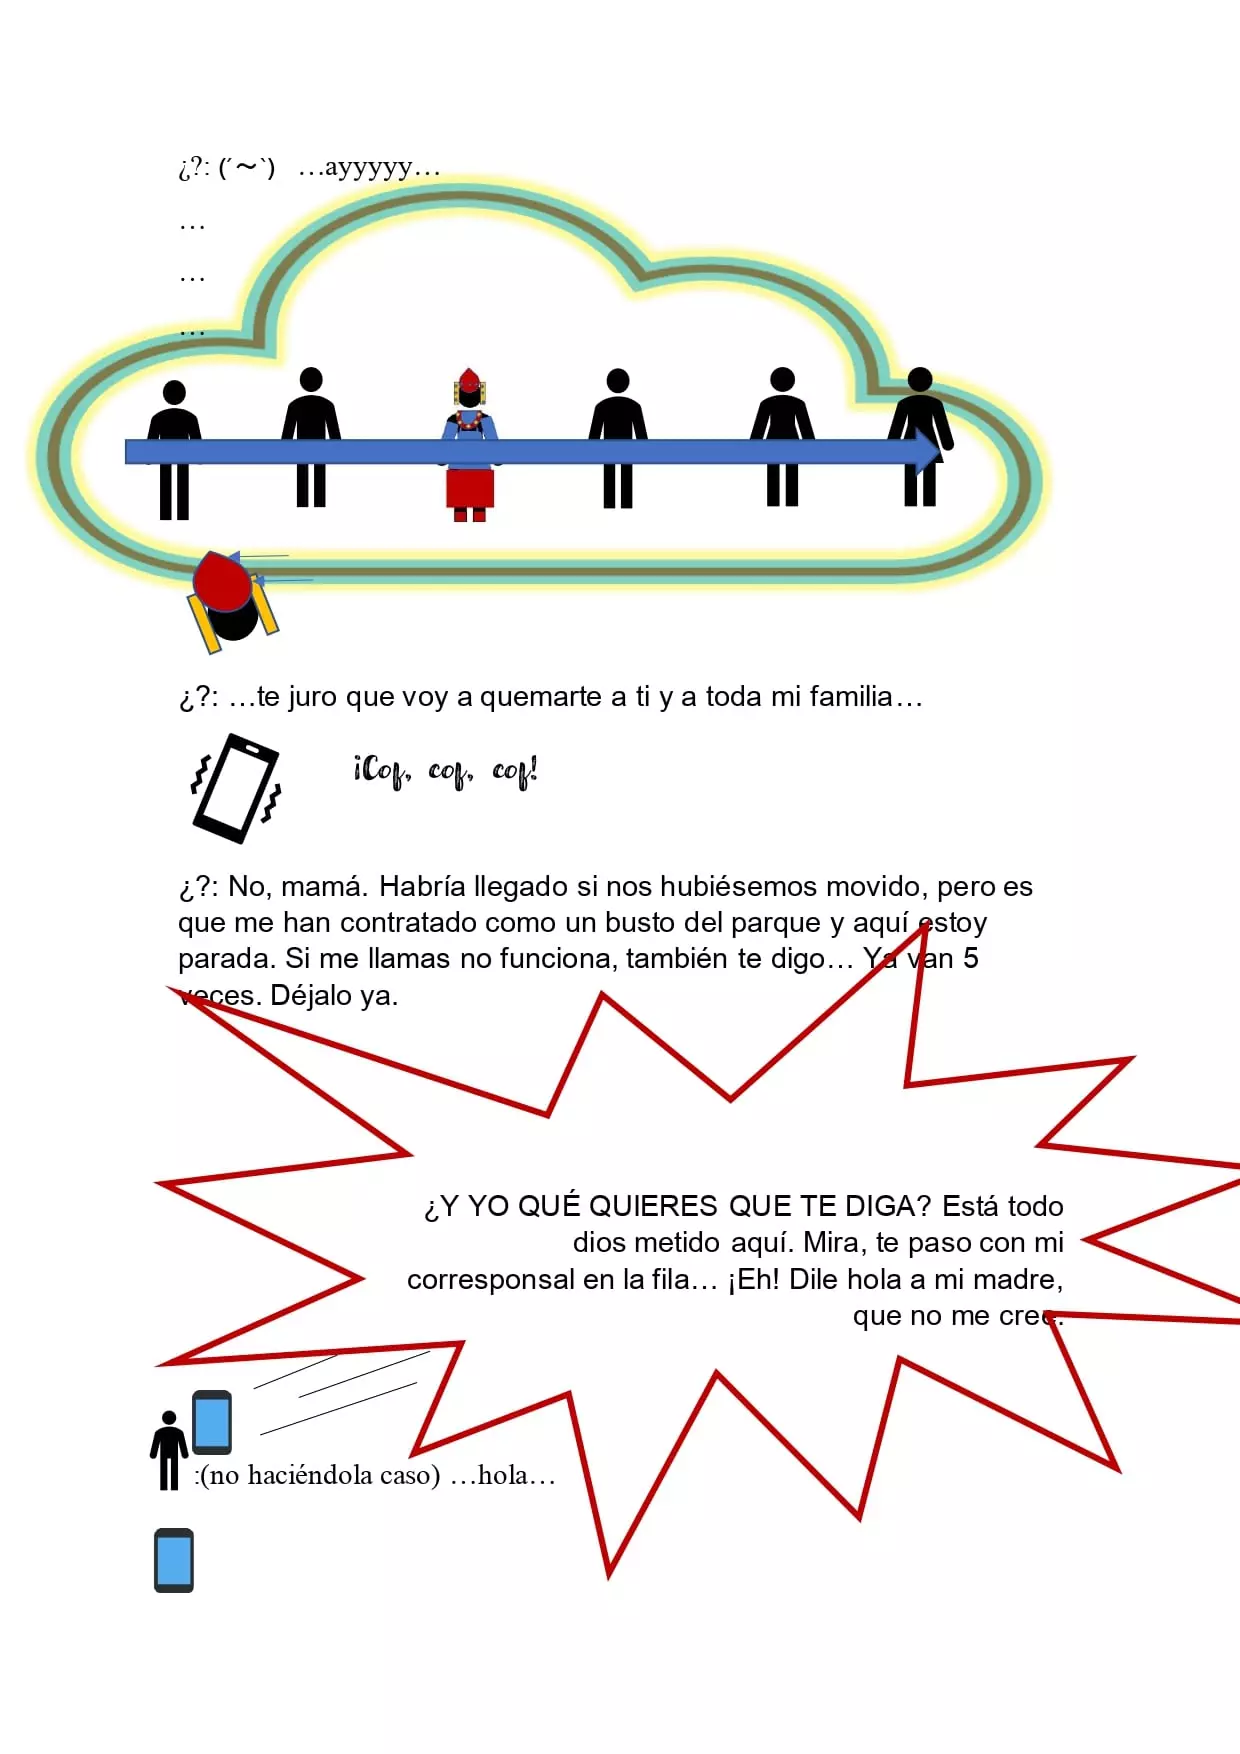 ¿?: (´～`) …ayyyyy…
…
…
…
¿?: …te juro que voy a quemarte a ti y a toda mi familia…
¡Cof, cof, cof!
¿?: No, mamá. Habría llegado si nos hubiésemos movido, pero es
que me han contratado como un busto del parque y aquí estoy
parada. Si me llamas no funciona, también te digo… Ya van 5
veces. Déjalo ya.
¿Y YO QUÉ QUIERES QUE TE DIGA? Está todo
dios metido aquí. Mira, te paso con mi
corresponsal en la fila… ¡Eh! Dile hola a mi madre,
que no me cree.
:(no haciéndola caso) …hola…